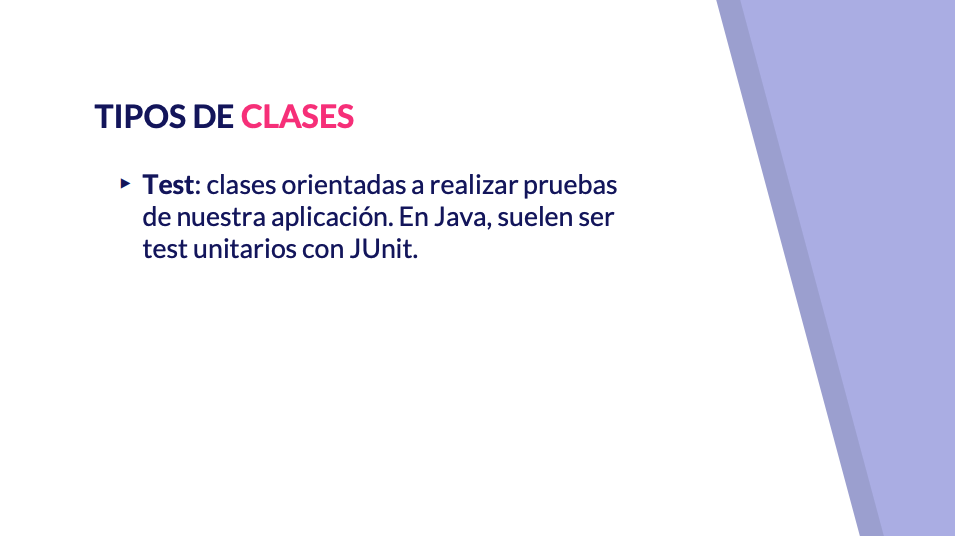 TIPOS DE CLASES
▸ Test: clases orientadas a realizar pruebas
de nuestra aplicación. En Java, suelen ser
test unitarios con JUnit.